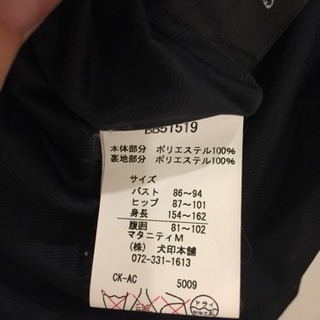 BB51519
本体部分 ポリエステル100%
裏地部分 ポリエステル100%
サイズ
バスト 86～94
ヒップ 87～101
身長 154～162
腹囲 81～102
マタニティM
(株) 犬印本舗
072-331-1613
CK-AC 5009
ドライ